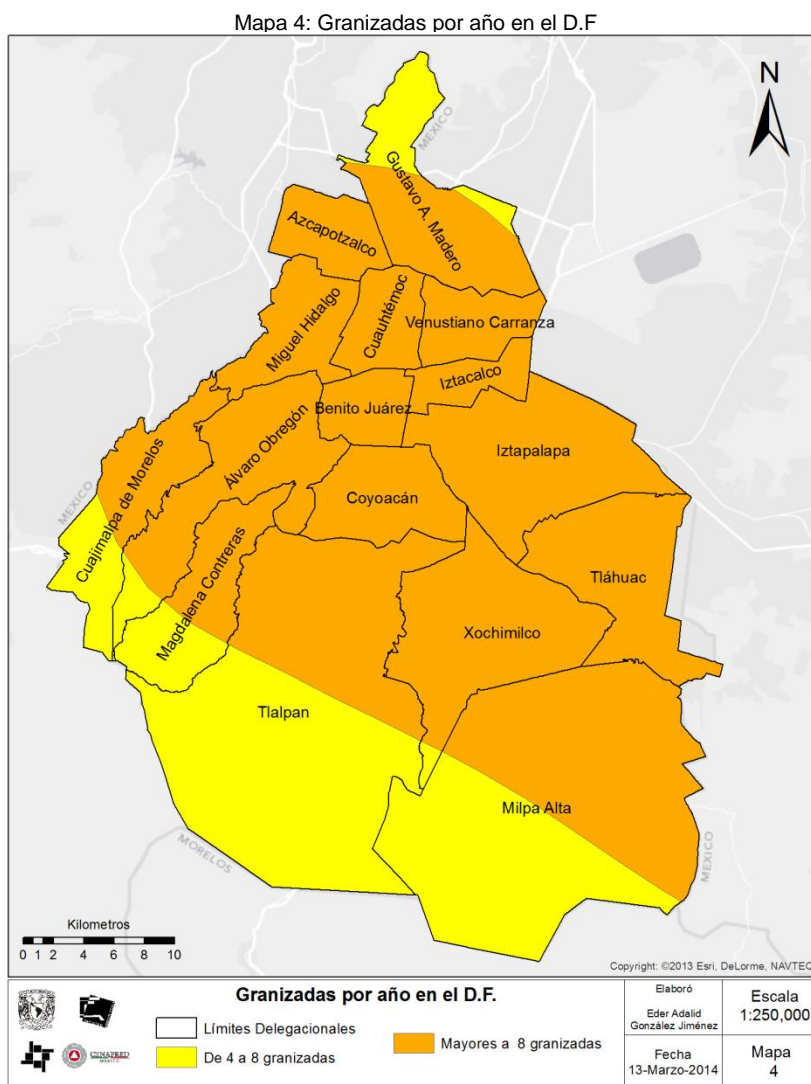 Mapa 4: Granizadas por año en el D.F
N
MEXICO
Gustavo A. Madero
Azcapotzalco
Miguel Hidalgo
Cuauhtémoc
Venustiano Carranza
Iztacalco
Benito Juárez
Álvaro Obregón
Iztapalapa
Cuajimalpa de Morelos
MEXICO
Coyoacán
Magdalena Contreras
Tláhuac
Xochimilco
Tlalpan
Milpa Alta
MORELOS
MEXICO
Kilometros
0 1 2 4 6 8 10
Copyright: ©2013 Esri, DeLorme, NAVTEQ
Granizadas por año en el D.F.
Límites Delegacionales
De 4 a 8 granizadas
Mayores a 8 granizadas
CENAPRED
MÉXICO
Elaboró
Eder Adalid
González Jiménez
Escala
1:250,000
Fecha
13-Marzo-2014
Mapa
4